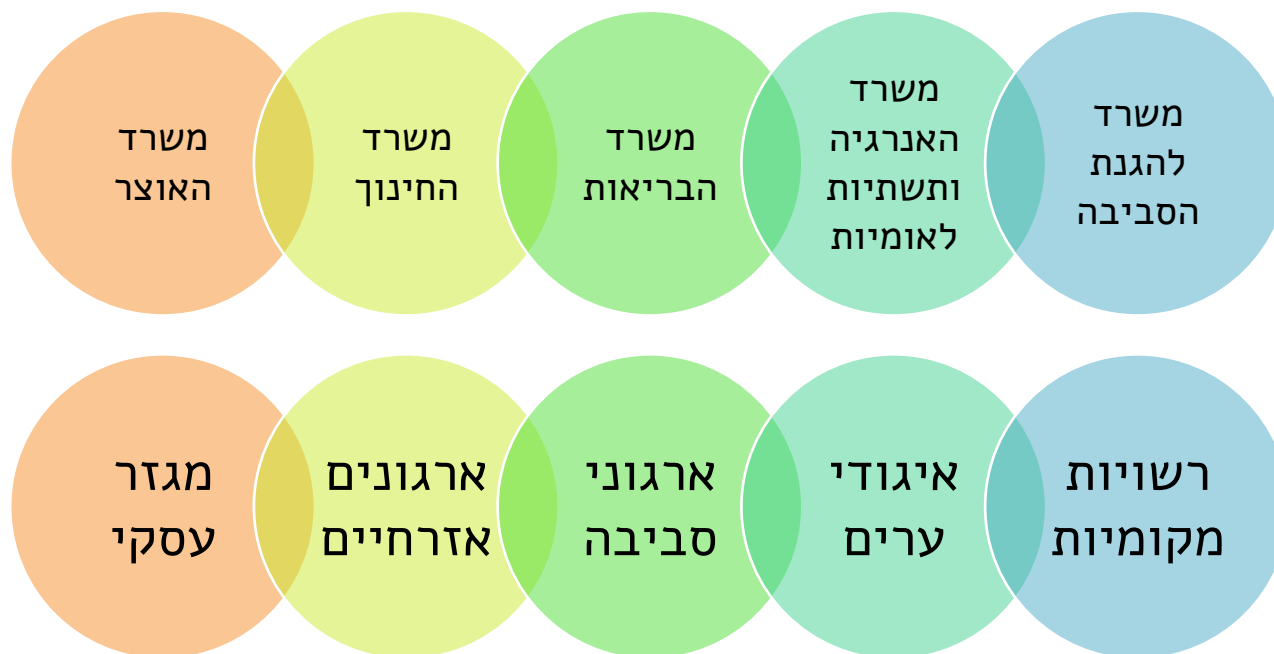 משרד
להגנת
הסביבה
משרד
האנרגיה
ותשתיות
לאומיות
משרד
הבריאות
משרד
החינוך
משרד
האוצר
רשויות
מקומיות
איגודי
ערים
ארגוני
סביבה
ארגונים
אזרחיים
מגזר
עסקי